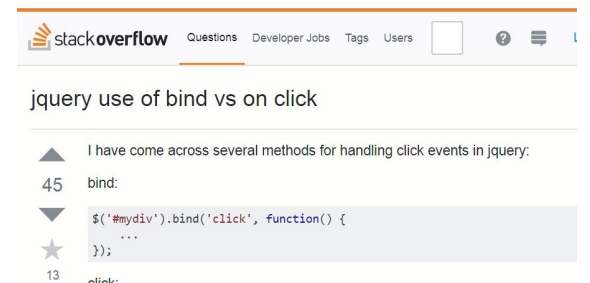 stackoverflow Questions Developer Jobs Tags Users
jquery use of bind vs on click
I have come across several methods for handling click events in jquery:
45 bind:
$('#mydiv').bind('click', function() {
...
});
13
click: